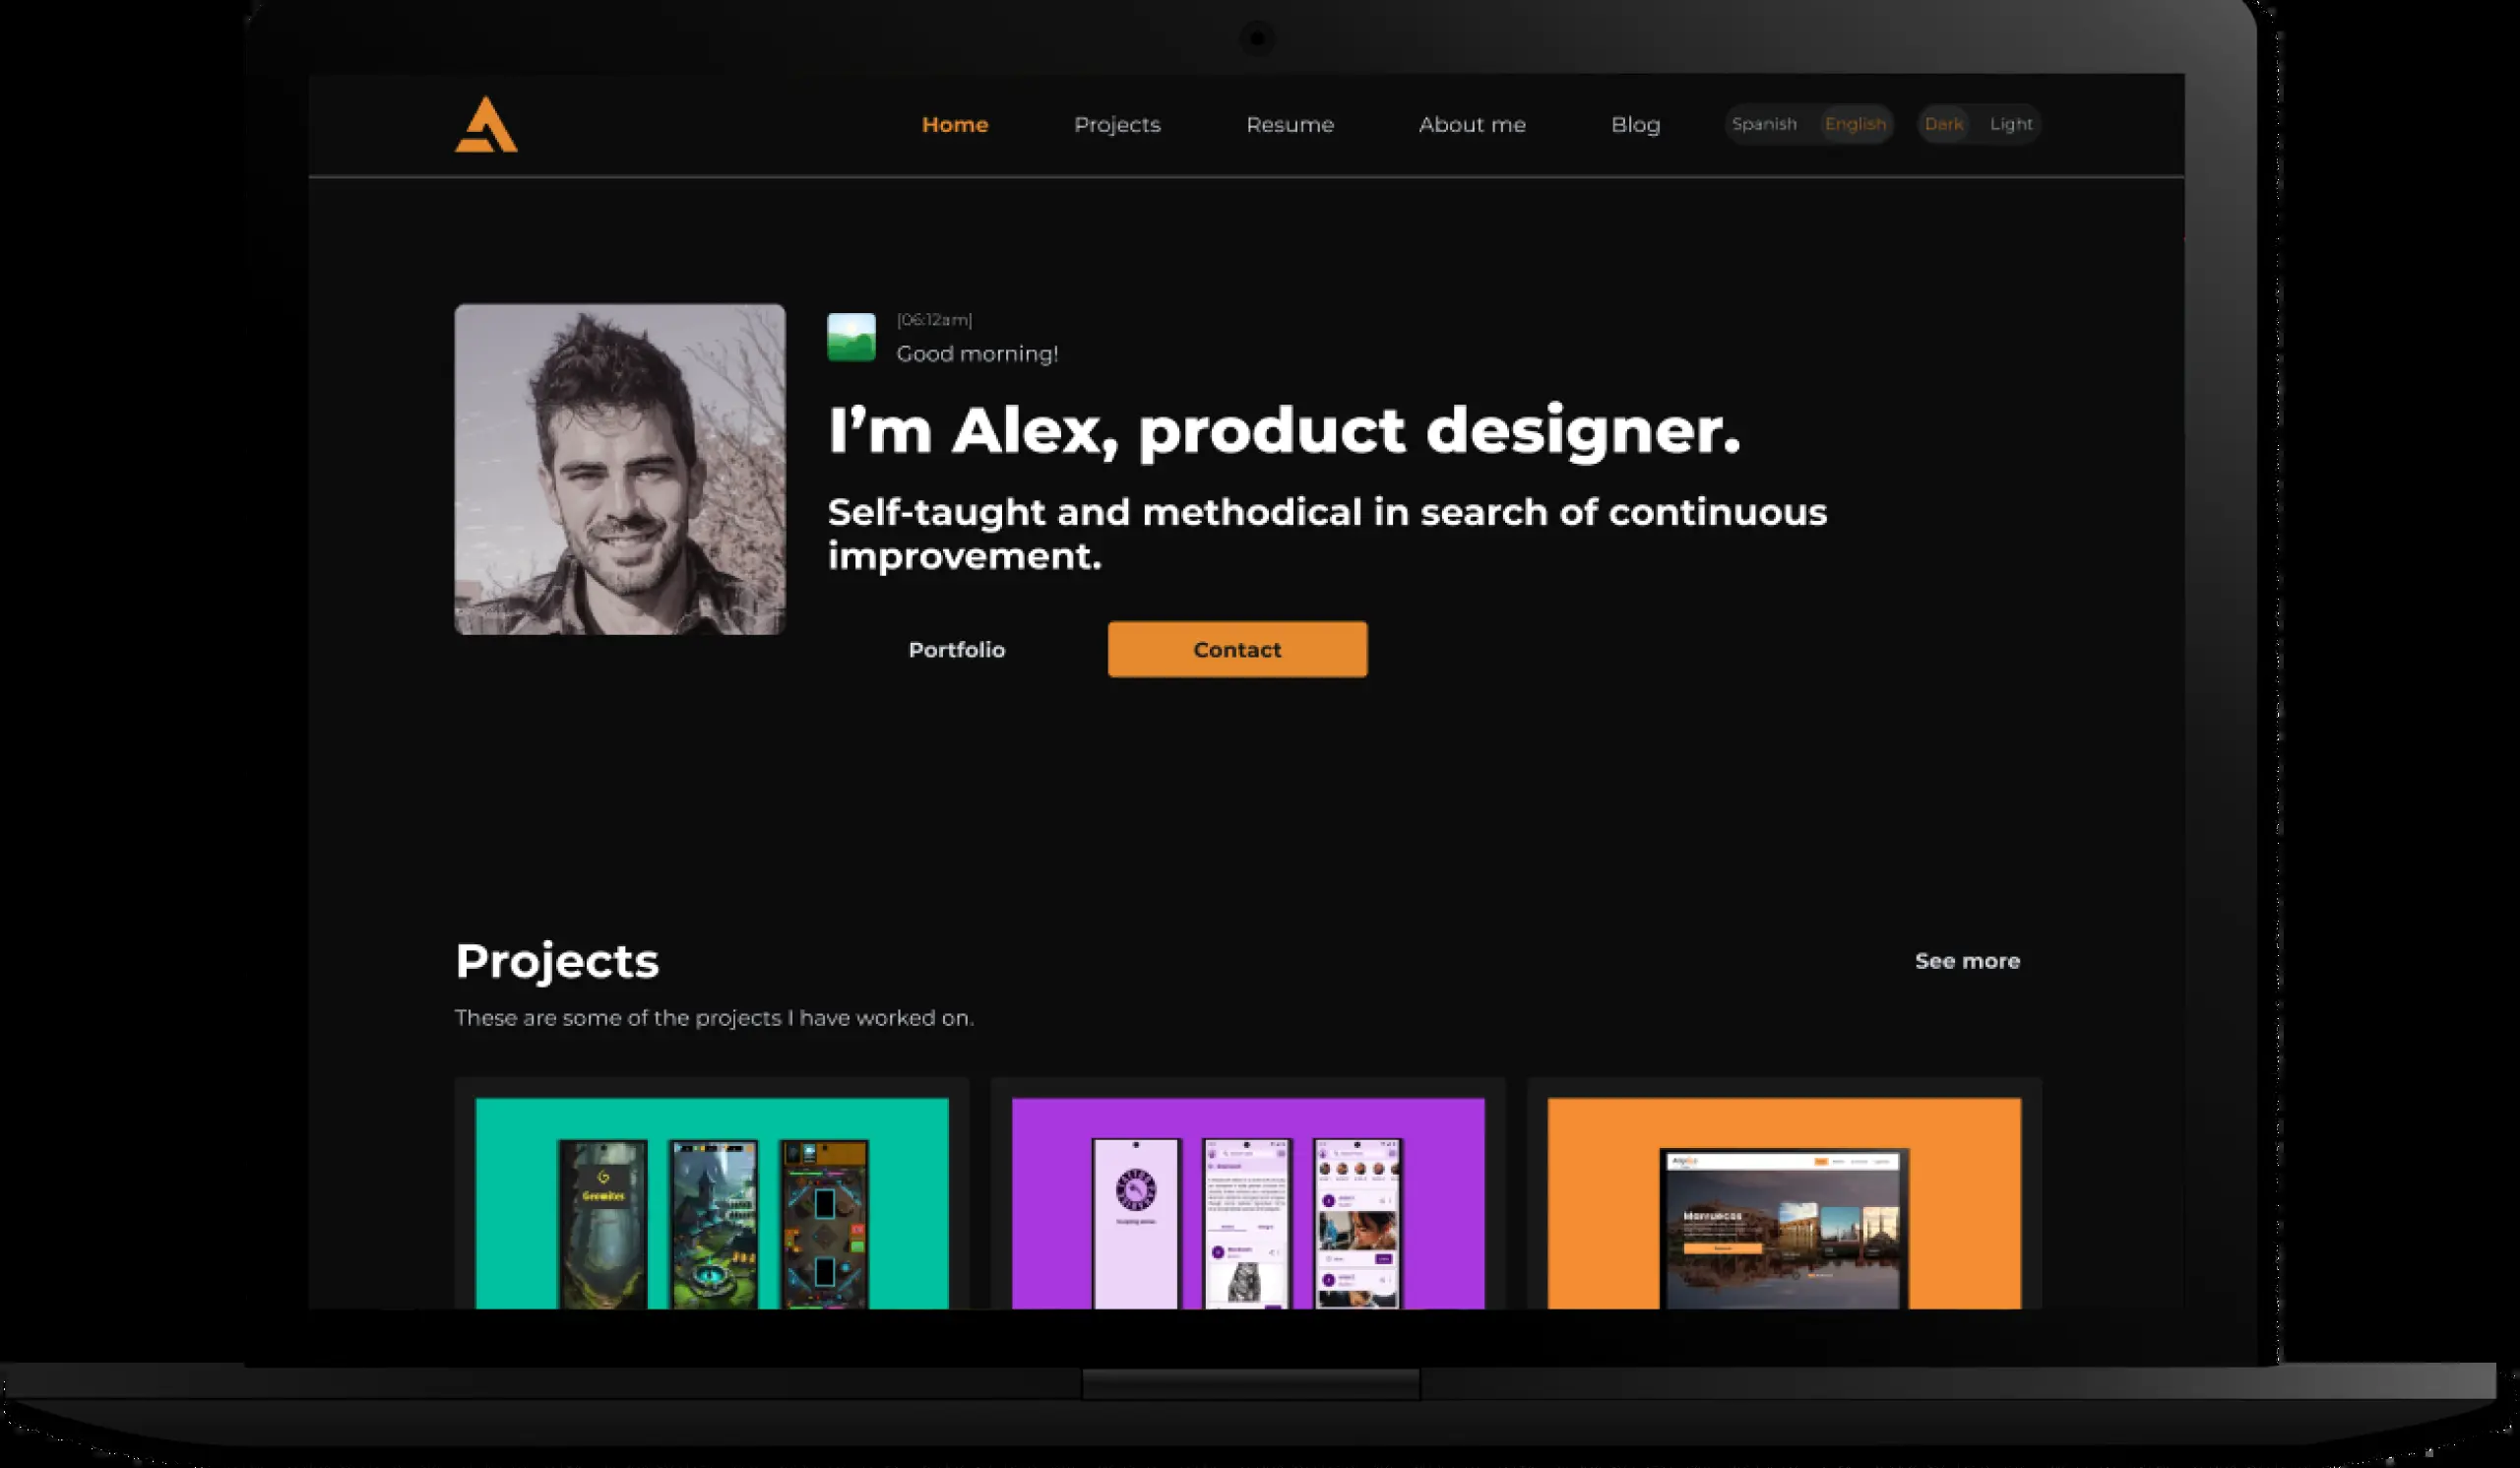 Home Projects Resume About me Blog Spanish English Dark Light
[06:12am]
Good morning!
I'm Alex, product designer.
Self-taught and methodical in search of continuous
improvement.
Portfolio Contact
Projects See more
These are some of the projects I have worked on.
Geomites
Marruecos